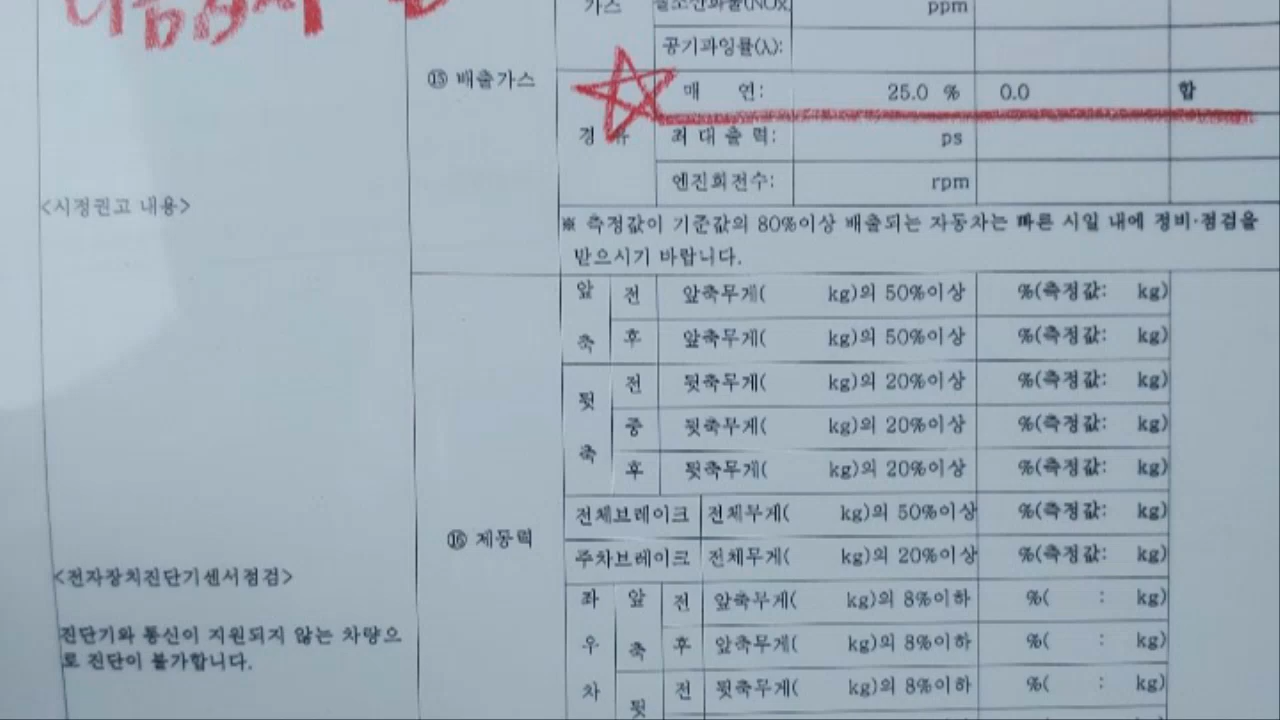 가스 질소산화물(NOx ppm
공기과잉률(λ):
⑮ 배출가스
매 연: 25.0 % 0.0 합
경 유 최 대 출 력: ps
엔진회전수: rpm
<시정권고 내용>
※ 측정값이 기준값의 80%이상 배출되는 자동차는 빠른 시일 내에 정비·점검을
받으시기 바랍니다.
앞 전 앞축무게( kg)의 50%이상 %(측정값: kg)
축 후 앞축무게( kg)의 50%이상 %(측정값: kg)
뒷 전 뒷축무게( kg)의 20%이상 %(측정값: kg)
중 뒷축무게( kg)의 20%이상 %(측정값: kg)
축 후 뒷축무게( kg)의 20%이상 %(측정값: kg)
⑯ 제동력
전체브레이크 전체무게( kg)의 50%이상 %(측정값: kg)
주차브레이크 전체무게( kg)의 20%이상 %(측정값: kg)
<전자장치진단기센서점검>
진단기와 통신이 지원되지 않는 차량으
로 진단이 불가합니다.
좌 앞 전 앞축무게( kg)의 8%이하 %( : kg)
우 축 후 앞축무게( kg)의 8%이하 %( : kg)
차 뒷 전 뒷축무게( kg)의 8%이하 %( : kg)